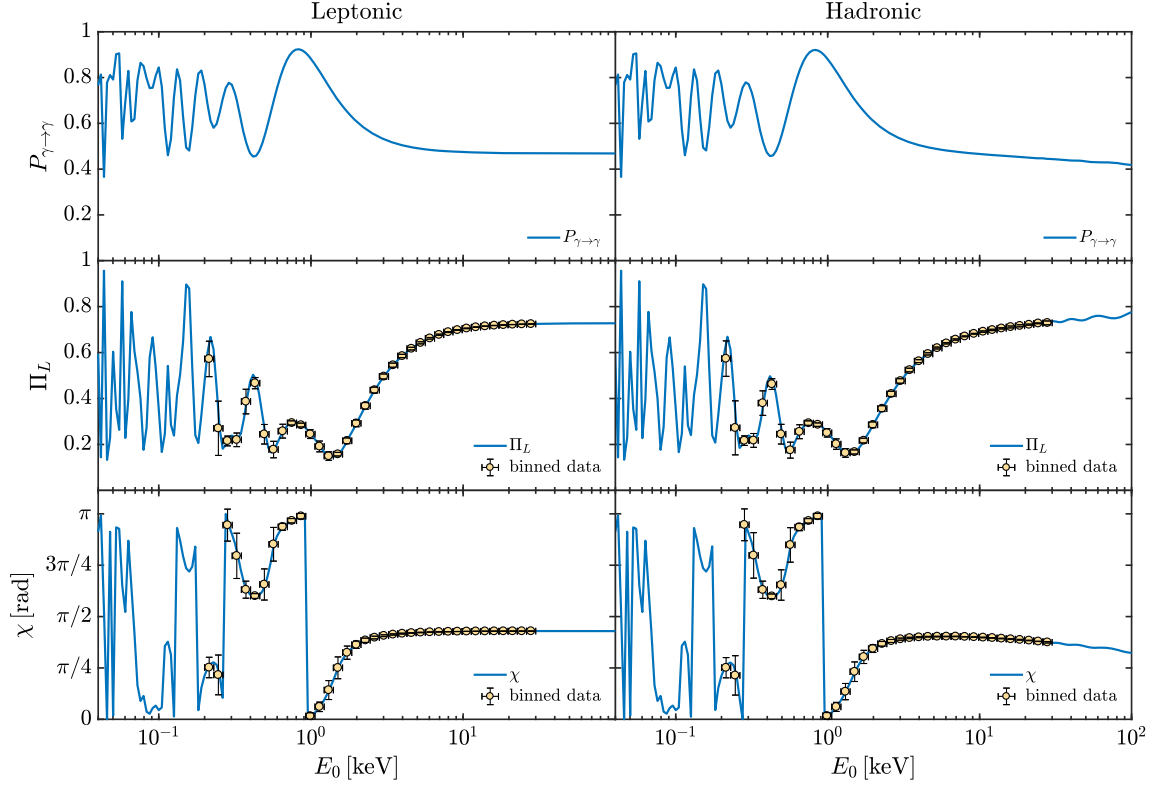 Leptonic Hadronic
1
0.8
0.6
0.4
0.2
P_{γ→γ}
P_{γ→γ} P_{γ→γ}
1
0.8
0.6
0.4
0.2
Π_L
Π_L Π_L
binned data binned data
π
3π/4
π/2
π/4
0
χ [rad]
χ χ
binned data binned data
10^{-1} 10^{0} 10^{1} 10^{-1} 10^{0} 10^{1} 10^{2}
E_0 [keV] E_0 [keV]